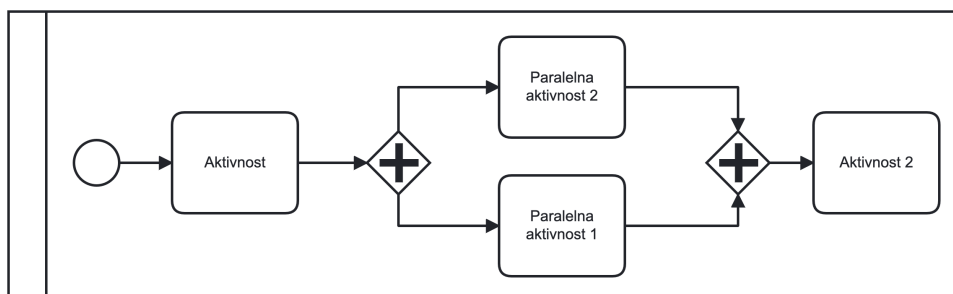 Aktivnost
Paralelna
aktivnost 2
Paralelna
aktivnost 1
Aktivnost 2